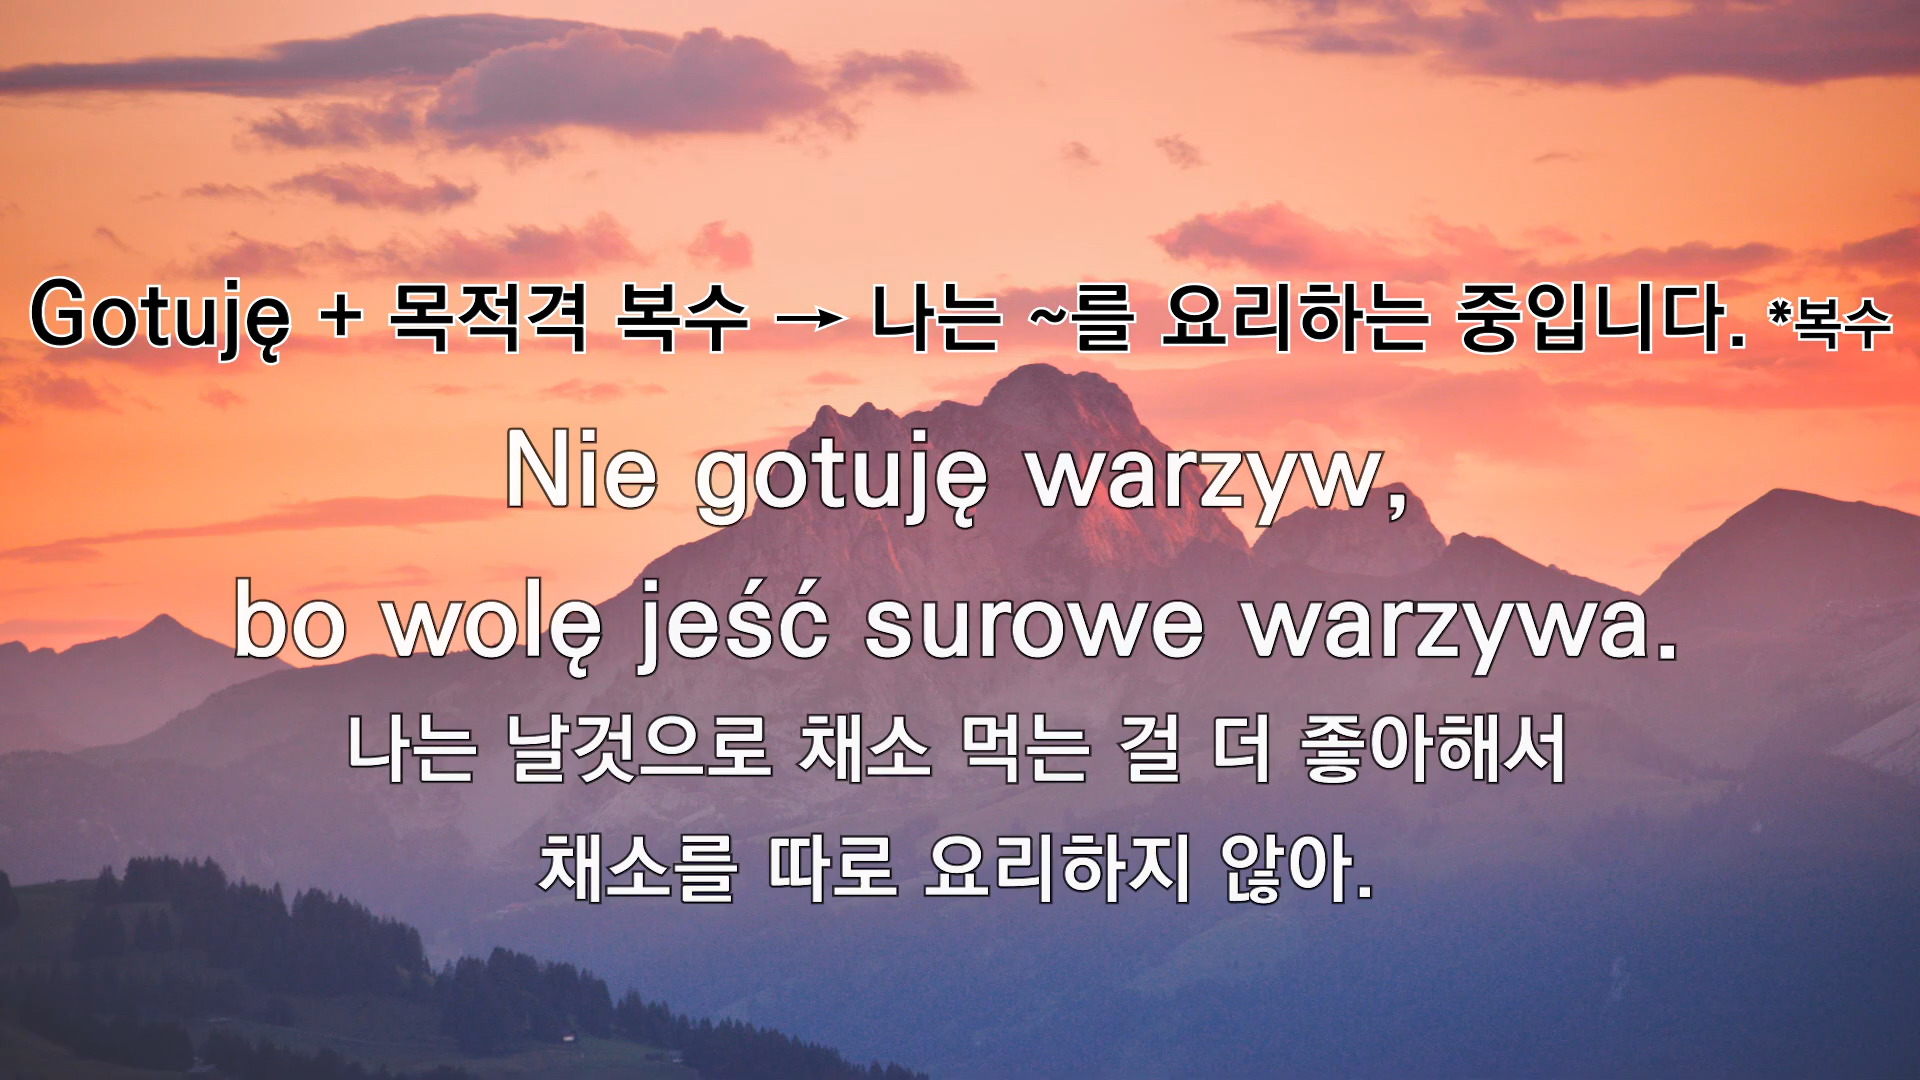 Gotuję + 목적격 복수 → 나는 ~를 요리하는 중입니다. *복수
Nie gotuję warzyw,
bo wolę jeść surowe warzywa.
나는 날것으로 채소 먹는 걸 더 좋아해서
채소를 따로 요리하지 않아.